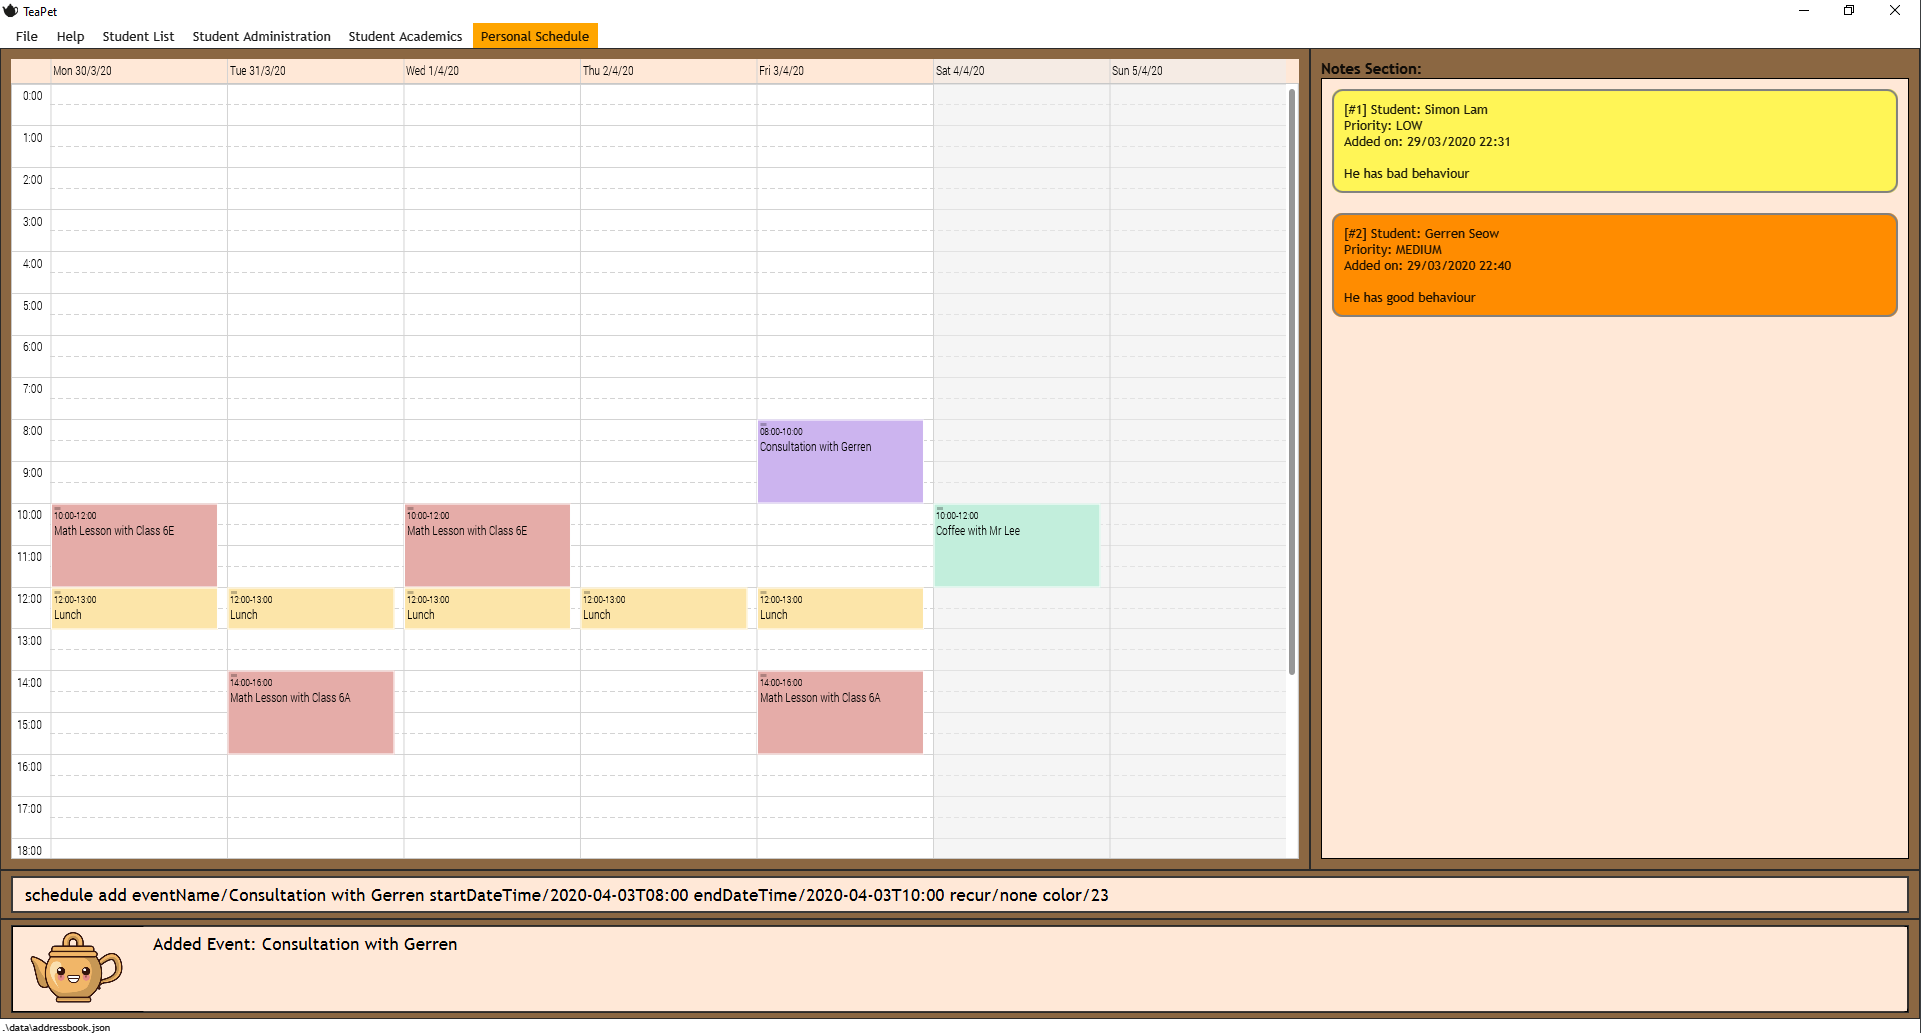 TeaPet
File Help Student List Student Administration Student Academics Personal Schedule
Mon 30/3/20 Tue 31/3/20 Wed 1/4/20 Thu 2/4/20 Fri 3/4/20 Sat 4/4/20 Sun 5/4/20
0:00
1:00
2:00
3:00
4:00
5:00
6:00
7:00
8:00
08:00-10:00
Consultation with Gerren
9:00
10:00
10:00-12:00 10:00-12:00 10:00-12:00
Math Lesson with Class 6E Math Lesson with Class 6E Coffee with Mr Lee
11:00
12:00
12:00-13:00 12:00-13:00 12:00-13:00 12:00-13:00 12:00-13:00
Lunch Lunch Lunch Lunch Lunch
13:00
14:00
14:00-16:00 14:00-16:00
Math Lesson with Class 6A Math Lesson with Class 6A
15:00
16:00
17:00
18:00
Notes Section:
[#1] Student: Simon Lam
Priority: LOW
Added on: 29/03/2020 22:31
He has bad behaviour
[#2] Student: Gerren Seow
Priority: MEDIUM
Added on: 29/03/2020 22:40
He has good behaviour
schedule add eventName/Consultation with Gerren startDateTime/2020-04-03T08:00 endDateTime/2020-04-03T10:00 recur/none color/23
Added Event: Consultation with Gerren
.\data\addressbook.json